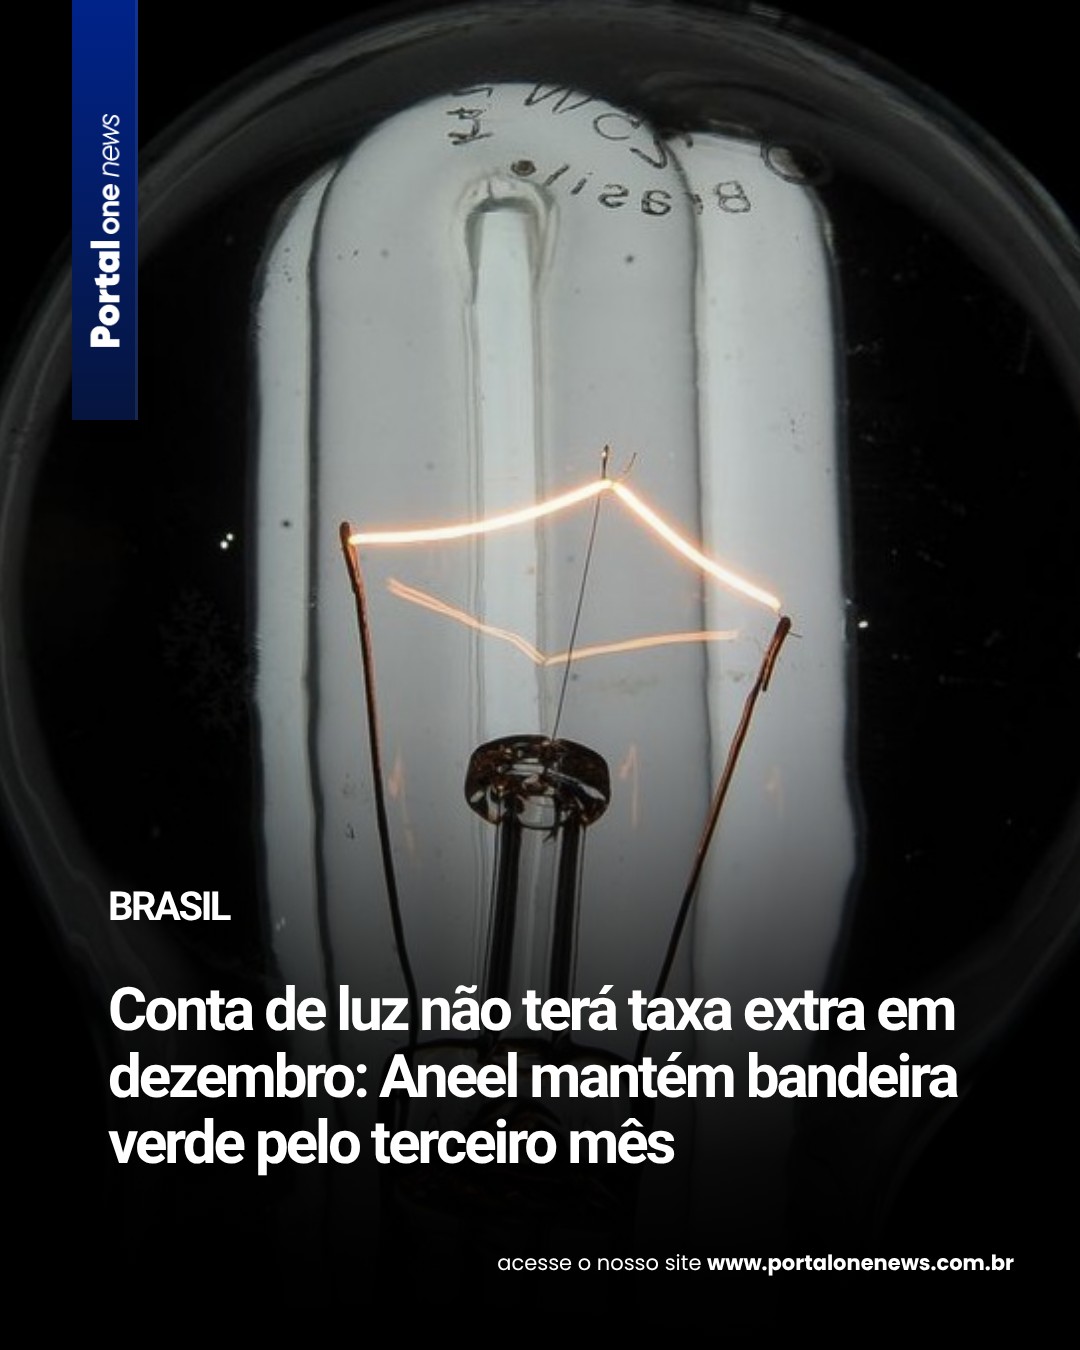 Portal one news
BRASIL
Conta de luz não terá taxa extra em
dezembro: Aneel mantém bandeira
verde pelo terceiro mês
acesse o nosso site www.portalonenews.com.br